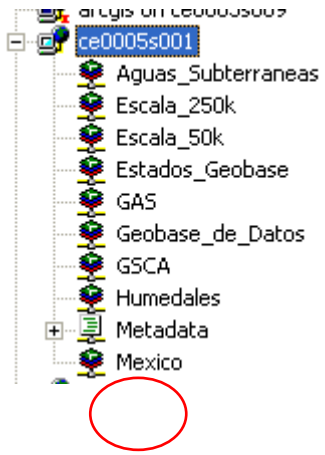 arcgis on ce0005s009
ce0005s001
Aguas_Subterraneas
Escala_250k
Escala_50k
Estados_Geobase
GAS
Geobase_de_Datos
GSCA
Humedales
Metadata
Mexico